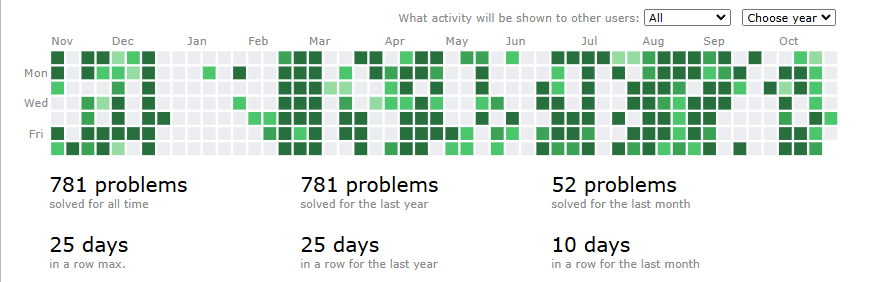 What activity will be shown to other users: All Choose year
Nov Dec Jan Feb Mar Apr May Jun Jul Aug Sep Oct
Mon
Wed
Fri
781 problems 781 problems 52 problems
solved for all time solved for the last year solved for the last month
25 days 25 days 10 days
in a row max. in a row for the last year in a row for the last month